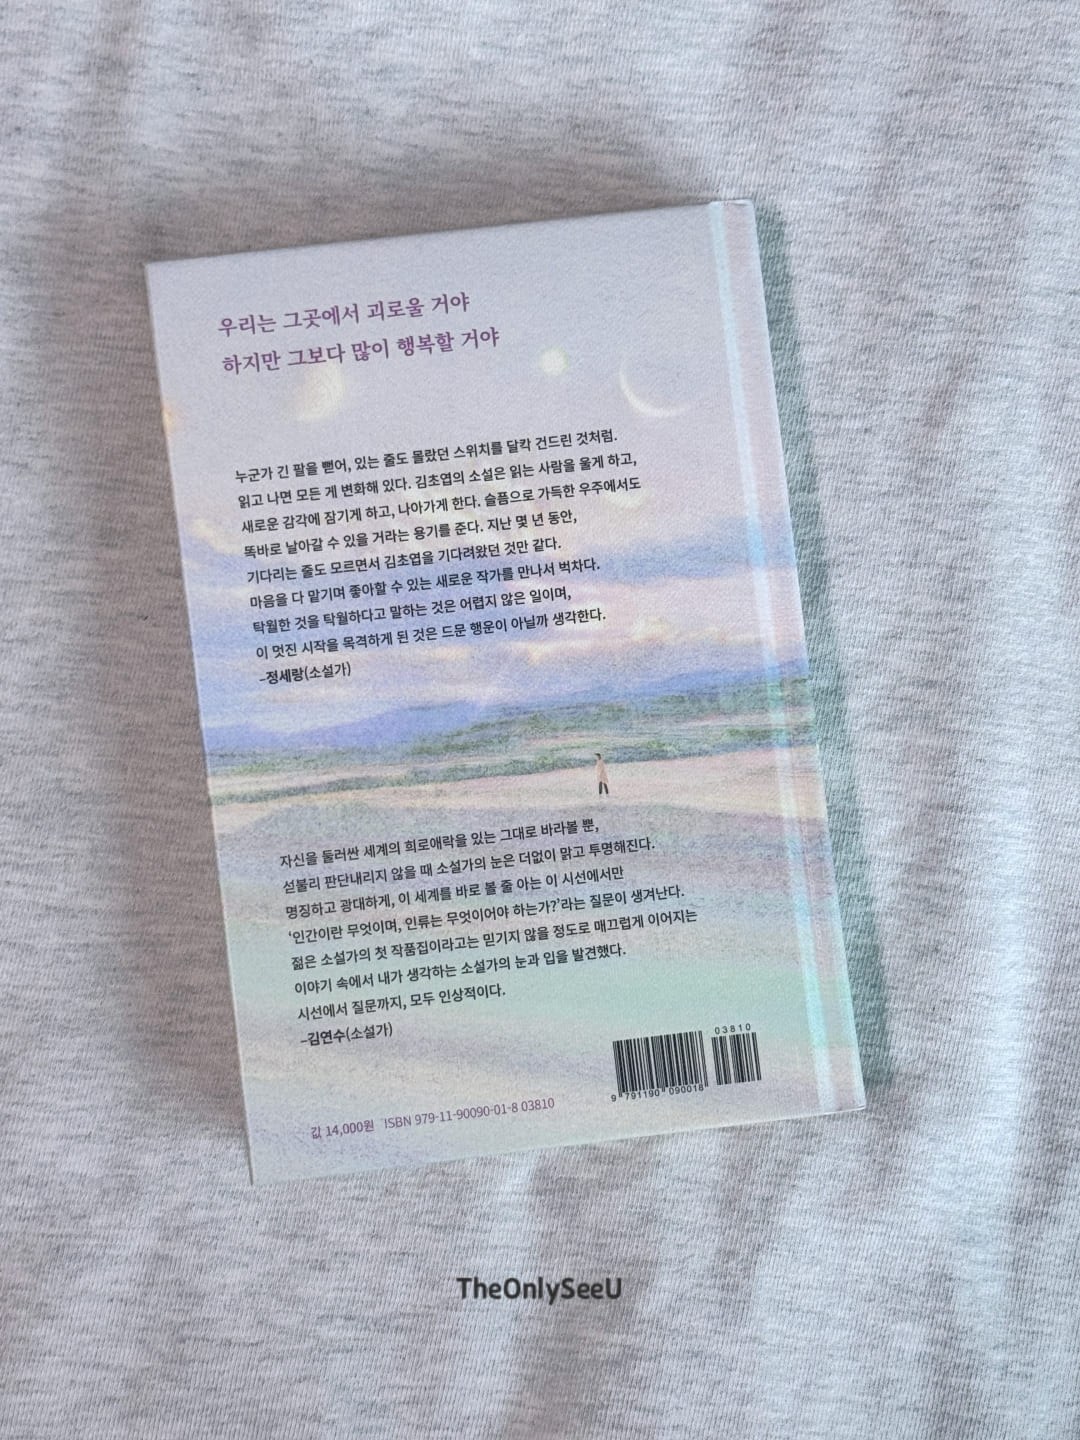 우리는 그곳에서 괴로울 거야
하지만 그보다 많이 행복할 거야
누군가 긴 팔을 뻗어, 있는 줄도 몰랐던 스위치를 달칵 건드린 것처럼.
읽고 나면 모든 게 변화해 있다. 김초엽의 소설은 읽는 사람을 울게 하고,
새로운 감각에 잠기게 하고, 나아가게 한다. 슬픔으로 가득한 우주에서도
똑바로 날아갈 수 있을 거라는 용기를 준다. 지난 몇 년 동안,
기다리는 줄도 모르면서 김초엽을 기다려왔던 것만 같다.
마음을 다 맡기며 좋아할 수 있는 새로운 작가를 만나서 벅차다.
탁월한 것을 탁월하다고 말하는 것은 어렵지 않은 일이며,
이 멋진 시작을 목격하게 된 것은 드문 행운이 아닐까 생각한다.
–정세랑(소설가)
자신을 둘러싼 세계의 희로애락을 있는 그대로 바라볼 뿐,
섣불리 판단내리지 않을 때 소설가의 눈은 더없이 맑고 투명해진다.
명징하고 광대하게, 이 세계를 바로 볼 줄 아는 이 시선에서만
‘인간이란 무엇이며, 인류는 무엇이어야 하는가?’라는 질문이 생겨난다.
젊은 소설가의 첫 작품집이라고는 믿기지 않을 정도로 매끄럽게 이어지는
이야기 속에서 내가 생각하는 소설가의 눈과 입을 발견했다.
시선에서 질문까지, 모두 인상적이다.
–김연수(소설가)
03810
9 791190 090018
값 14,000원 ISBN 979-11-90090-01-8 03810
TheOnlySeeU